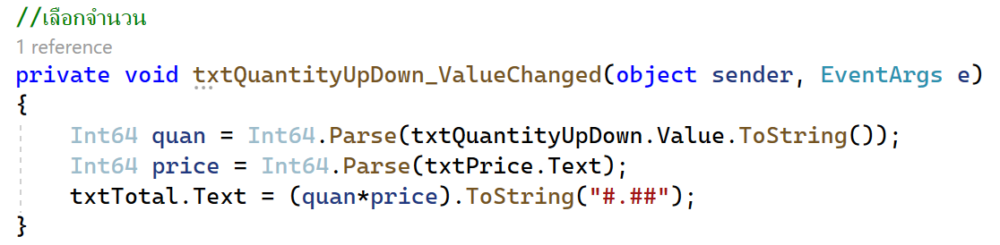 //เลือกจำนวน
1 reference
private void txtQuantityUpDown_ValueChanged(object sender, EventArgs e)
{
Int64 quan = Int64.Parse(txtQuantityUpDown.Value.ToString());
Int64 price = Int64.Parse(txtPrice.Text);
txtTotal.Text = (quan*price).ToString("#.##");
}